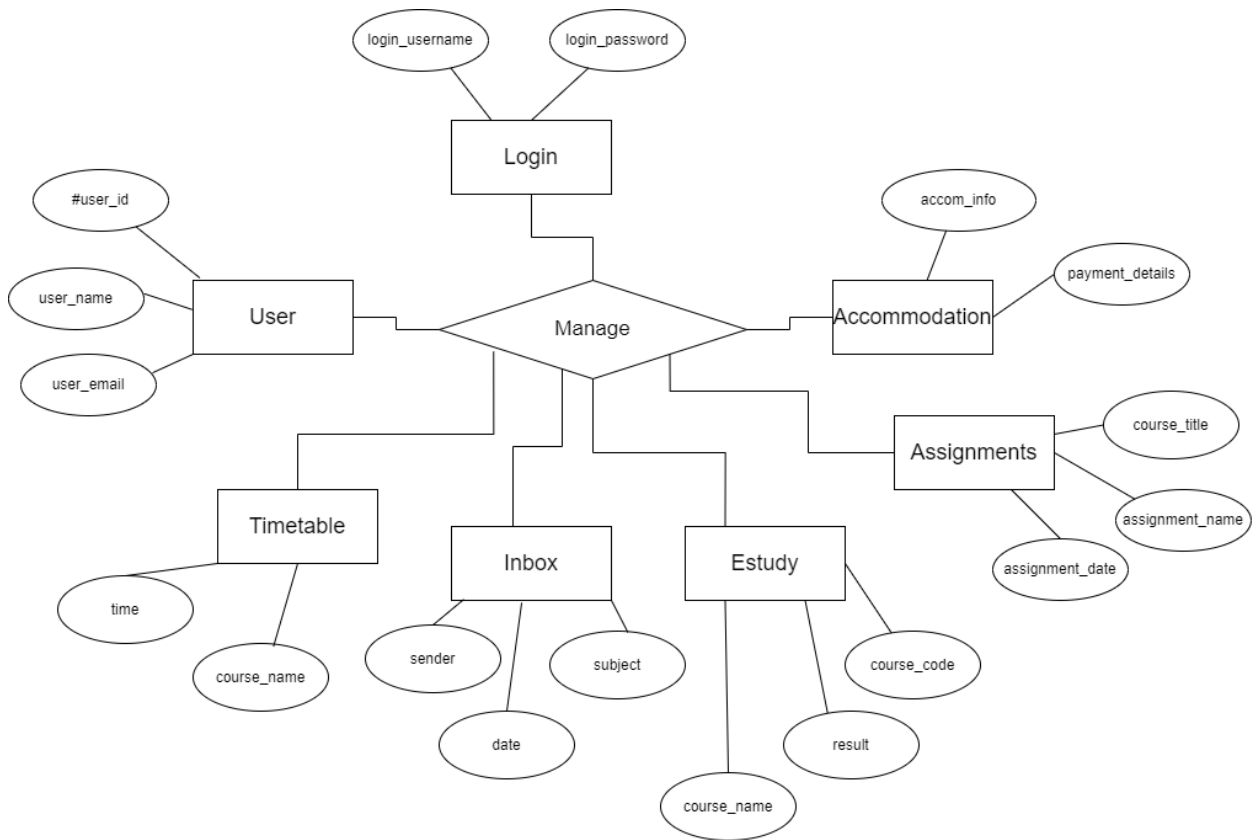 login_username
login_password
Login
#user_id
accom_info
user_name
payment_details
User
Manage
Accommodation
user_email
course_title
Assignments
assignment_name
Timetable
Inbox
Estudy
assignment_date
time
sender
subject
course_code
course_name
date
result
course_name